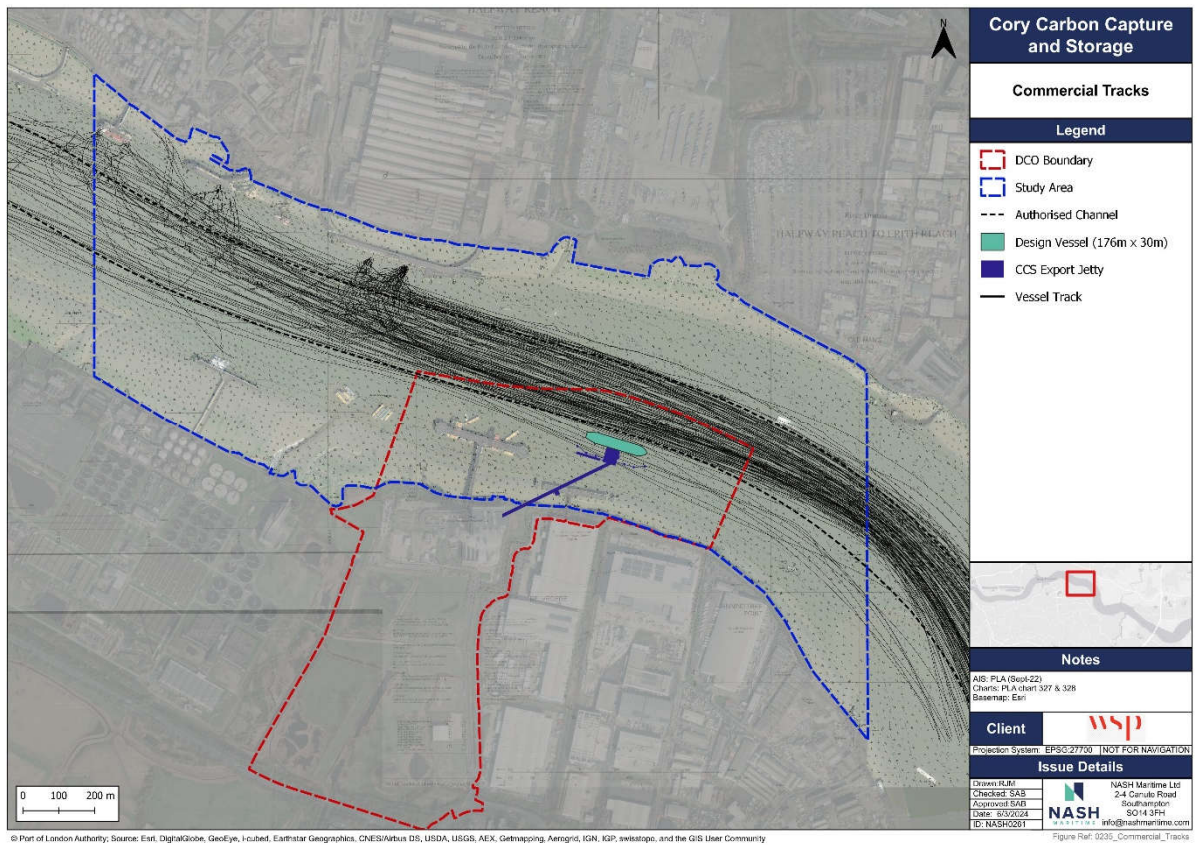 HALFWAY REACH
HALFWAY REACH TO ERITH REACH
N
0 100 200 m
Cory Carbon Capture
and Storage
Commercial Tracks
Legend
DCO Boundary
Study Area
Authorised Channel
Design Vessel (176m x 30m)
CCS Export Jetty
Vessel Track
Notes
AIS: PLA (Sept-22)
Charts: PLA chart 327 & 328
Basemap: Esri
Client
wsp
Projection System: EPSG:27700 NOT FOR NAVIGATION
Issue Details
Drawn:RJM
Checked: SAB
Approved:SAB
Date: 6/3/2024
ID: NASH0261
NASH
MARITIME
NASH Maritime Ltd
2-4 Canute Road
Southampton
SO14 3FH
info@nashmaritime.com
© Port of London Authority; Source: Esri, DigitalGlobe, GeoEye, i-cubed, Earthstar Geographics, CNES/Airbus DS, USDA, USGS, AEX, Getmapping, Aerogrid, IGN, IGP, swisstopo, and the GIS User Community
Figure Ref: 0235_Commercial_Tracks